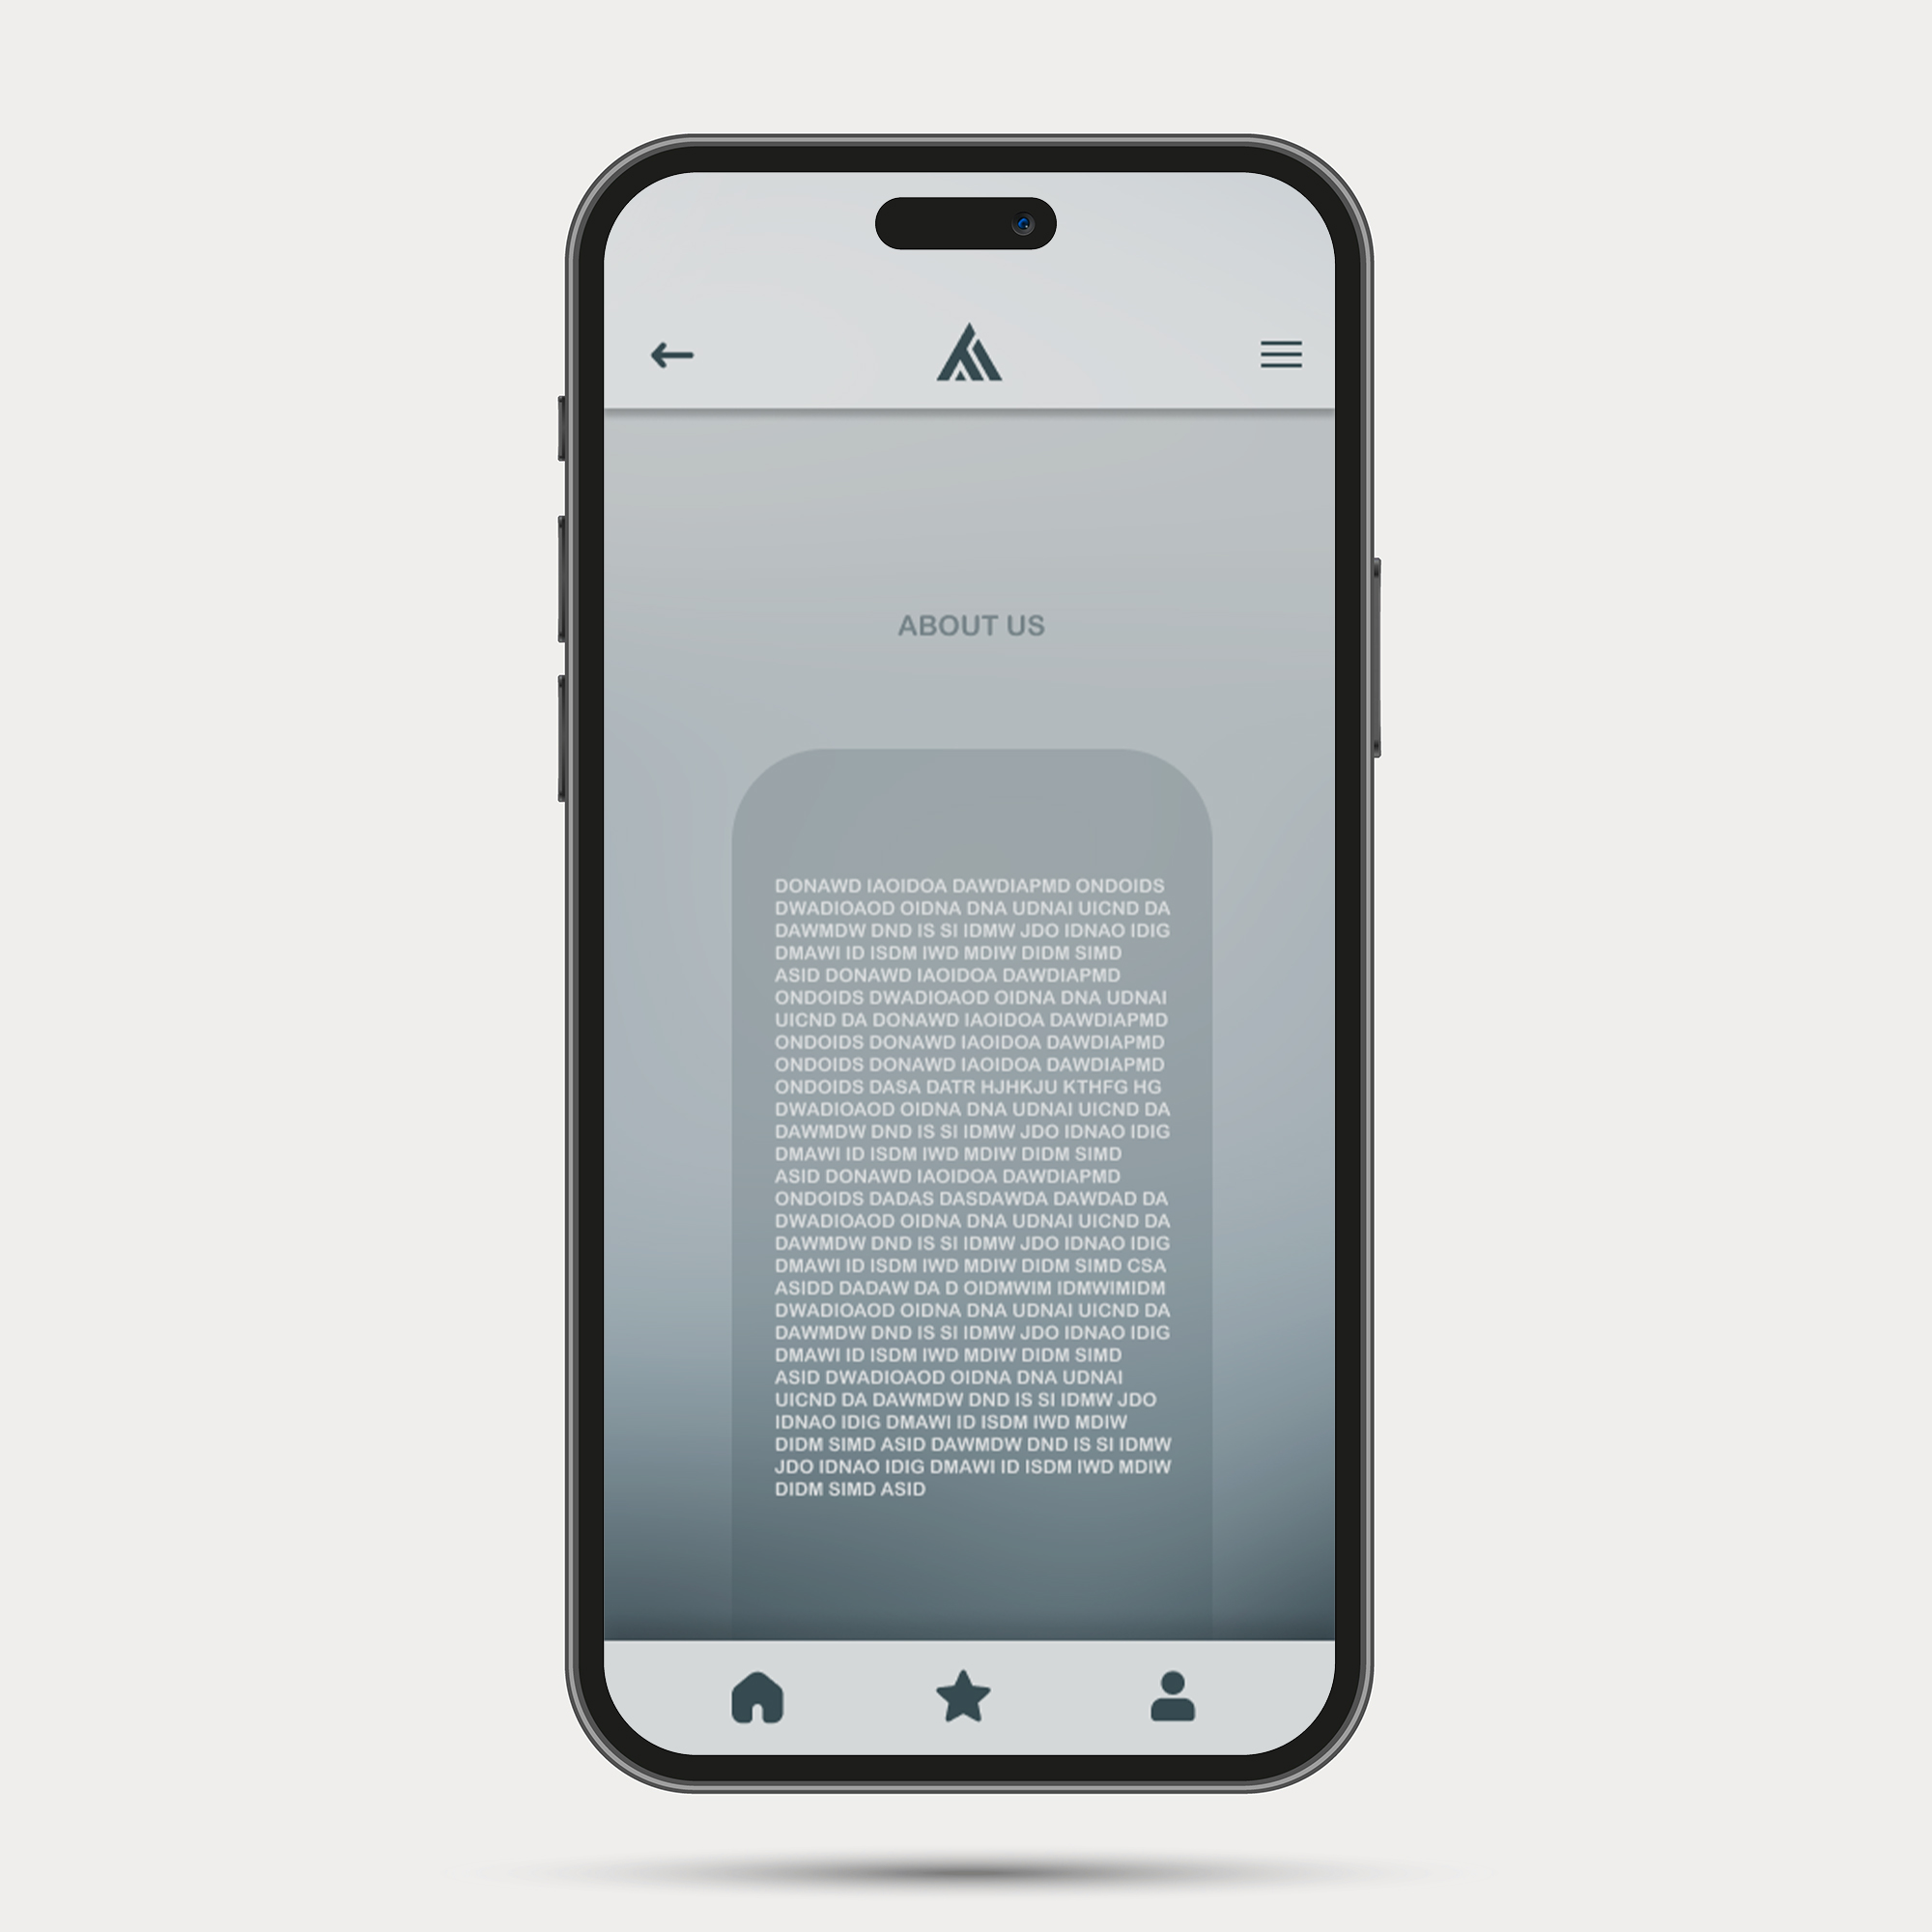 ABOUT US
DONAWD IAOIDOA DAWDIAPMD ONDOIDS
DWADIOAOD OIDNA DNA UDNAI UICND DA
DAWMDW DND IS SI IDMW JDO IDNAO IDIG
DMAWI ID ISDM IWD MDIW DIDM SIMD
ASID DONAWD IAOIDOA DAWDIAPMD
ONDOIDS DWADIOAOD OIDNA DNA UDNAI
UICND DA DONAWD IAOIDOA DAWDIAPMD
ONDOIDS DONAWD IAOIDOA DAWDIAPMD
ONDOIDS DONAWD IAOIDOA DAWDIAPMD
ONDOIDS DASA DATR HJHKJU KTHFG HG
DWADIOAOD OIDNA DNA UDNAI UICND DA
DAWMDW DND IS SI IDMW JDO IDNAO IDIG
DMAWI ID ISDM IWD MDIW DIDM SIMD
ASID DONAWD IAOIDOA DAWDIAPMD
ONDOIDS DADAS DASDAWDA DAWDAD DA
DWADIOAOD OIDNA DNA UDNAI UICND DA
DAWMDW DND IS SI IDMW JDO IDNAO IDIG
DMAWI ID ISDM IWD MDIW DIDM SIMD CSA
ASIDD DADAW DA D OIDMWIM IDMWIMIDM
DWADIOAOD OIDNA DNA UDNAI UICND DA
DAWMDW DND IS SI IDMW JDO IDNAO IDIG
DMAWI ID ISDM IWD MDIW DIDM SIMD
ASID DWADIOAOD OIDNA DNA UDNAI
UICND DA DAWMDW DND IS SI IDMW JDO
IDNAO IDIG DMAWI ID ISDM IWD MDIW
DIDM SIMD ASID DAWMDW DND IS SI IDMW
JDO IDNAO IDIG DMAWI ID ISDM IWD MDIW
DIDM SIMD ASID